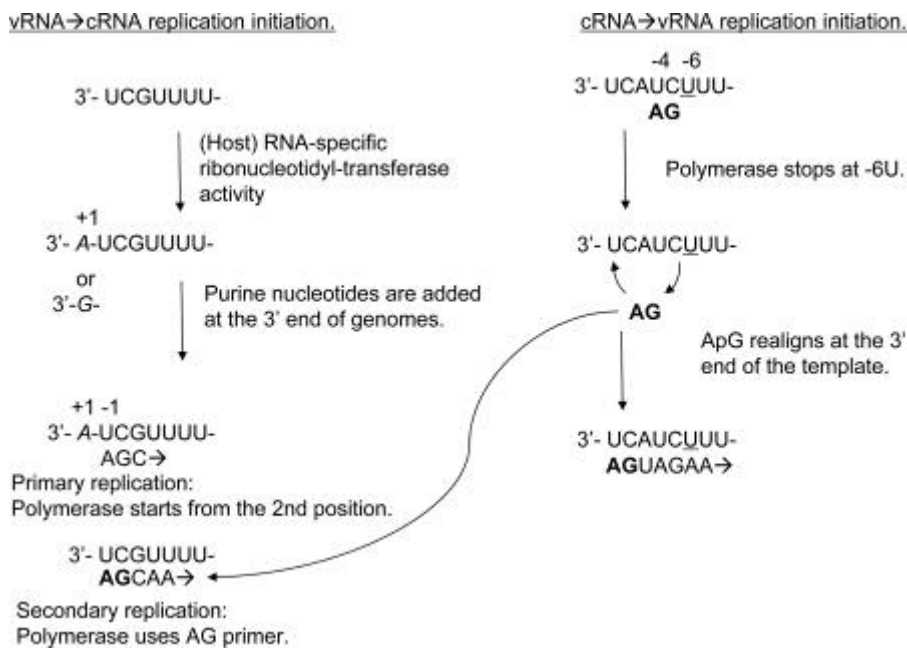 vRNA→cRNA replication initiation.
3'- UCGUUUU-
(Host) RNA-specific
ribonucleotidyl-transferase
activity
+1
3'- A-UCGUUUU-
or
3'-G-
Purine nucleotides are added
at the 3' end of genomes.
+1 -1
3'- A-UCGUUUU-
AGC→
Primary replication:
Polymerase starts from the 2nd position.
3'- UCGUUUU-
AGCAA→
Secondary replication:
Polymerase uses AG primer.
cRNA→vRNA replication initiation.
-4 -6
3'- UCAUCUUU-
AG
Polymerase stops at -6U.
3'- UCAUCUUU-
AG
ApG realigns at the 3'
end of the template.
3'- UCAUCUUU-
AGUAGAA→